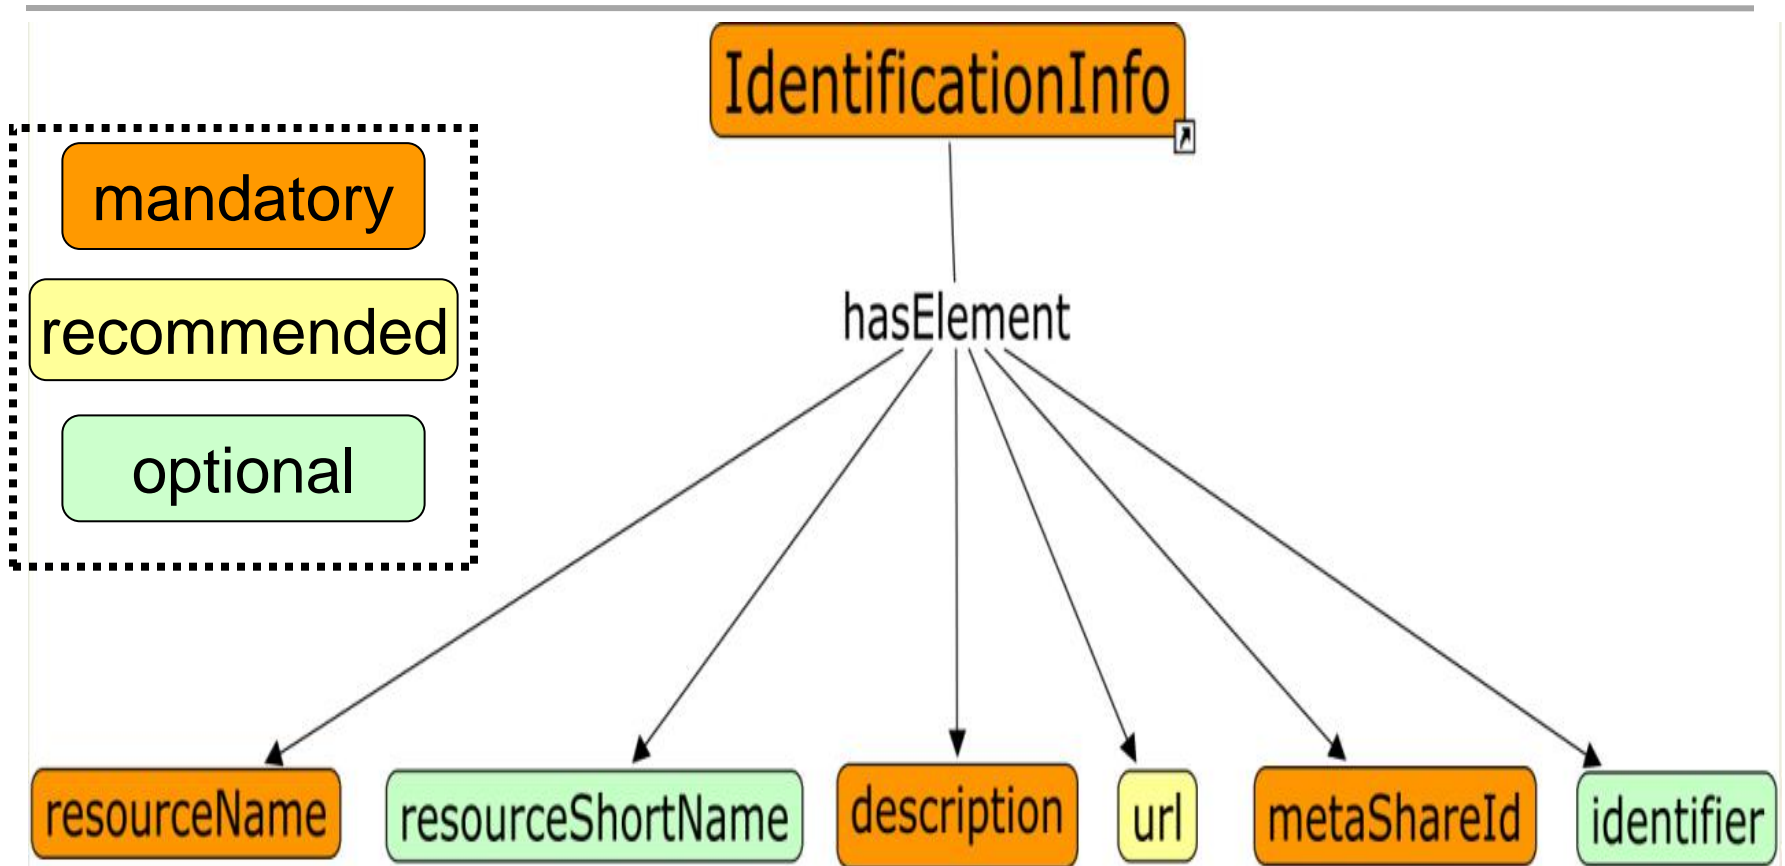 IdentificationInfo
mandatory
recommended
optional
hasElement
resourceName
resourceShortName
description
url
metaShareId
identifier